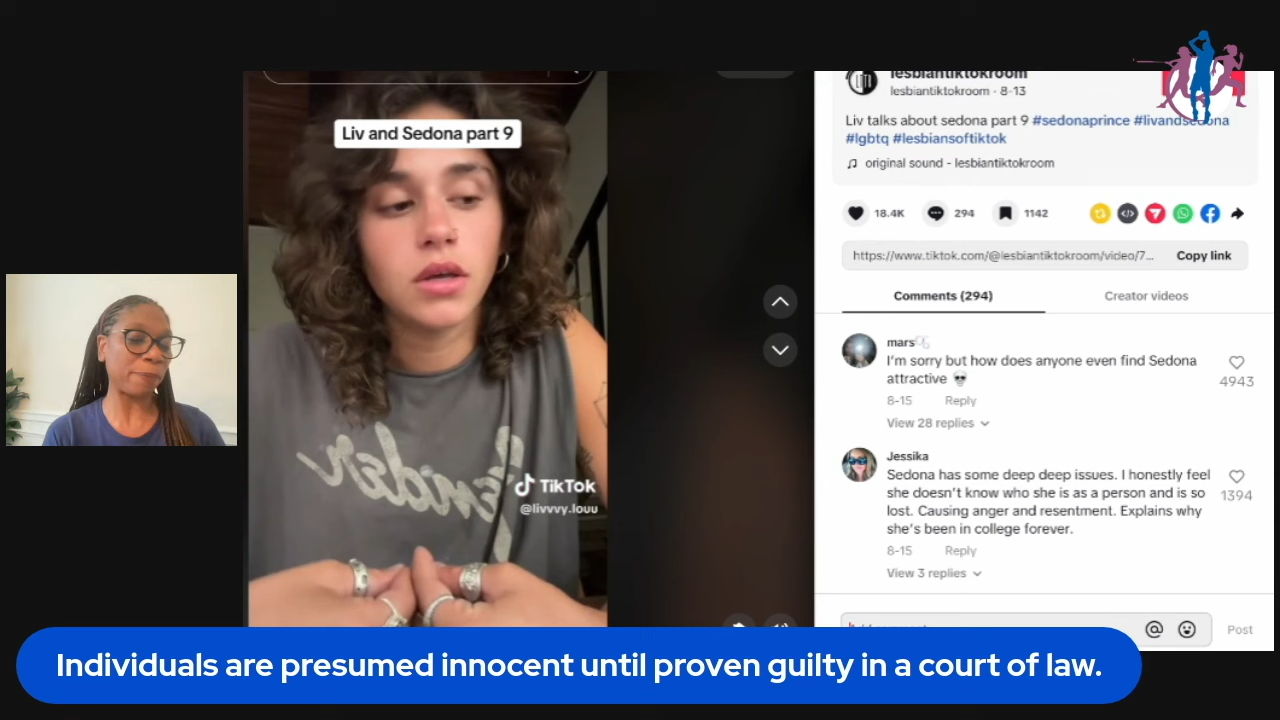 Liv and Sedona part 9
TikTok
@livvvy.louu
lesbiantiktokroom
lesbiantiktokroom · 8-13
Liv talks about sedona part 9 #sedonaprince #livandsedona
#lgbtq #lesbiansoftiktok
original sound - lesbiantiktokroom
18.4K 294 1142
https://www.tiktok.com/@lesbiantiktokroom/video/7... Copy link
Comments (294) Creator videos
mars
I'm sorry but how does anyone even find Sedona
attractive
4943
8-15 Reply
View 28 replies
Jessika
Sedona has some deep deep issues. I honestly feel
she doesn't know who she is as a person and is so
lost. Causing anger and resentment. Explains why
she's been in college forever.
1394
8-15 Reply
View 3 replies
@ Post
Fender
Individuals are presumed innocent until proven guilty in a court of law.